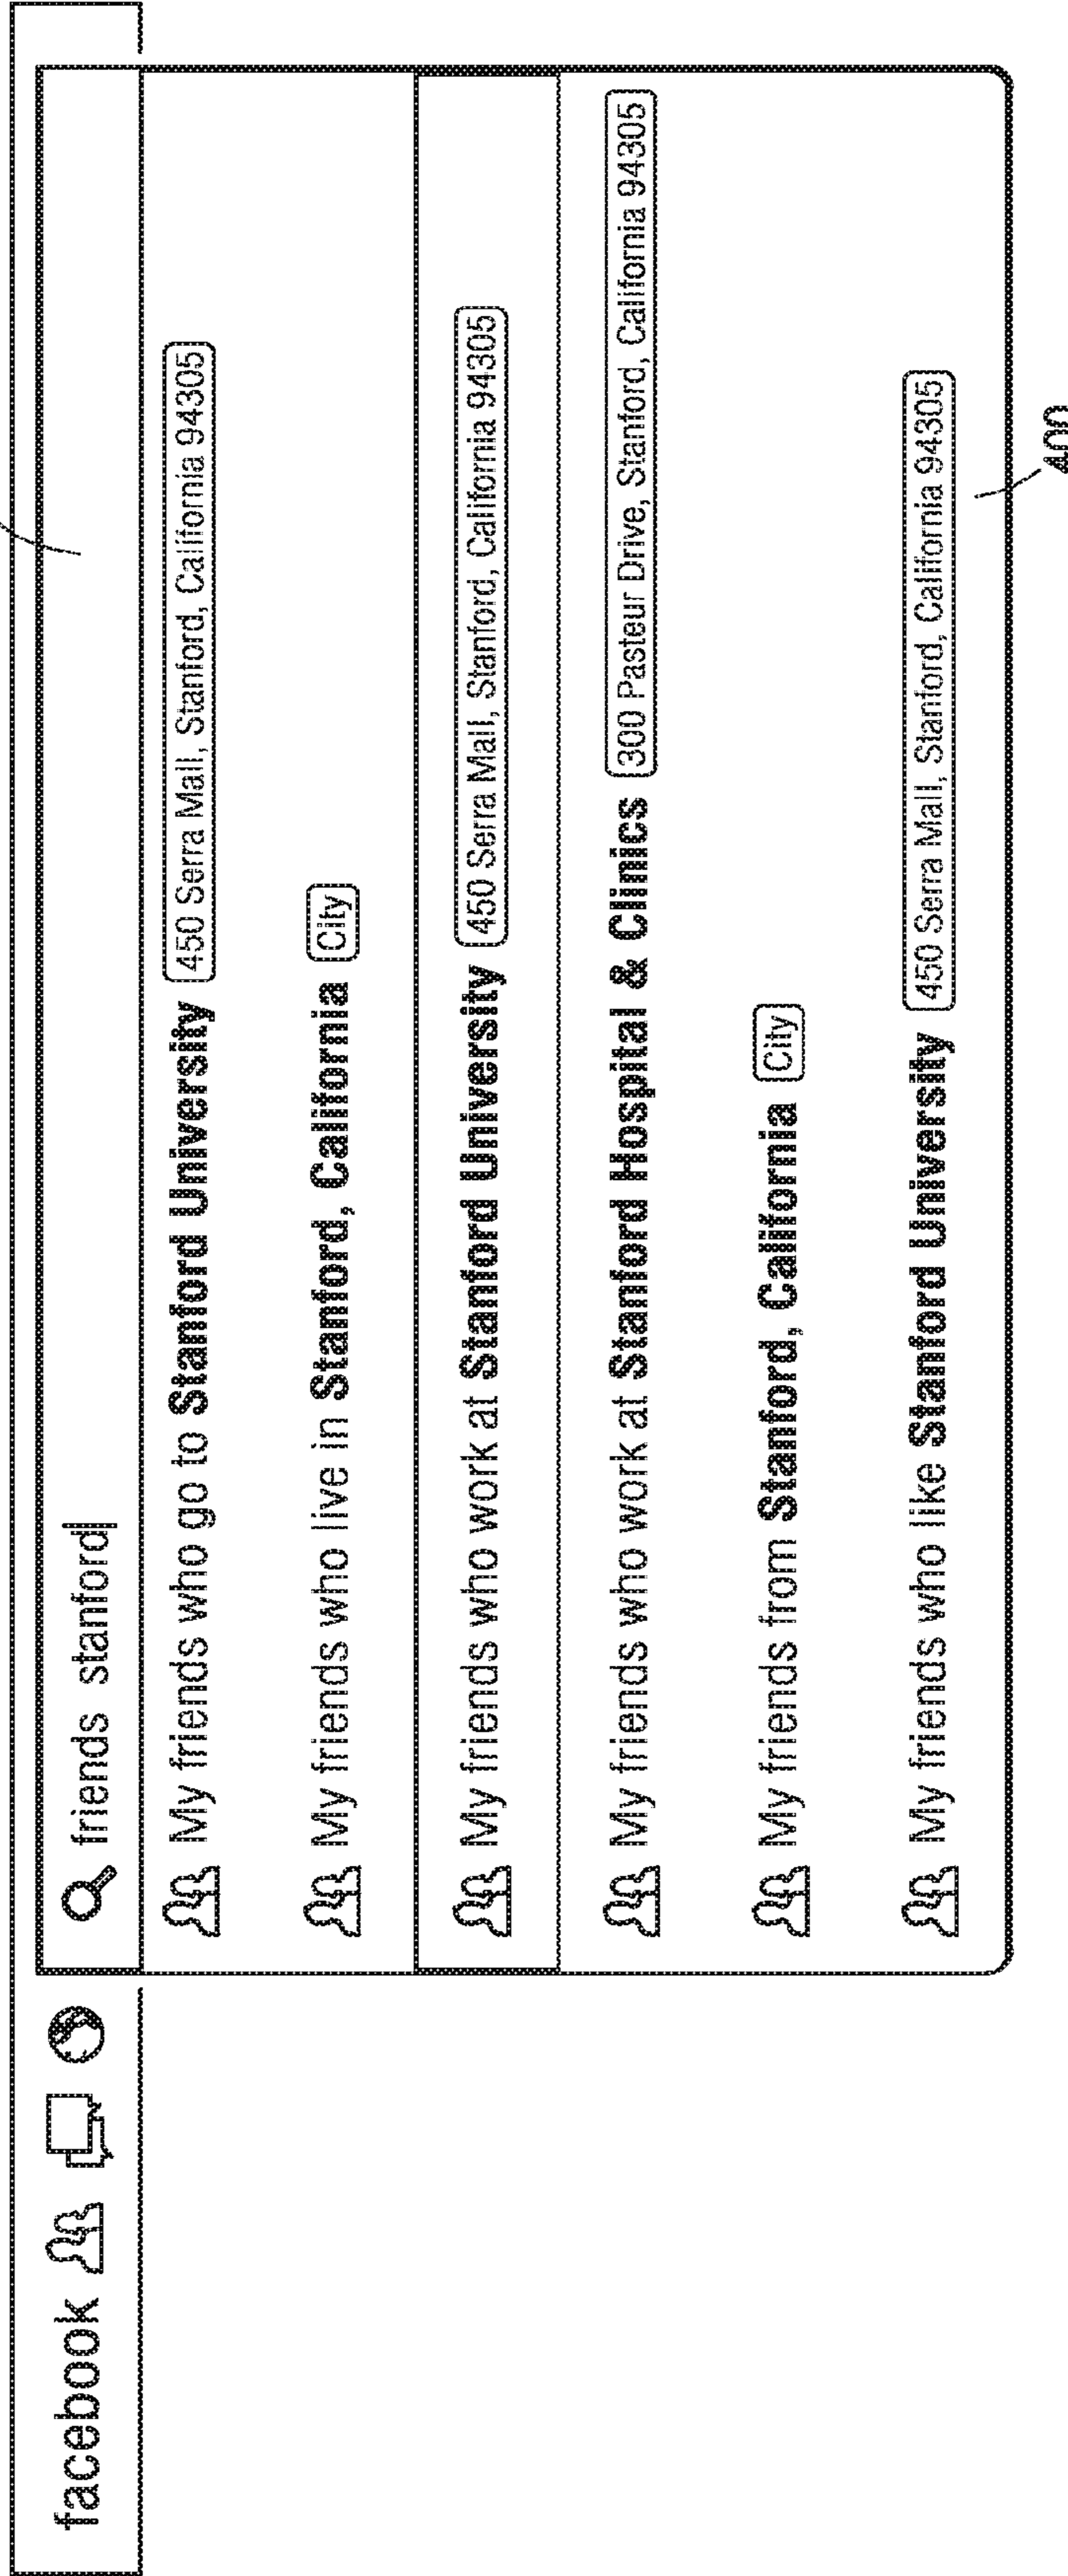 facebook friends stanford
My friends who go to Stanford University 450 Serra Mall, Stanford, California 94305
My friends who live in Stanford, California City
My friends who work at Stanford University 450 Serra Mall, Stanford, California 94305
My friends who work at Stanford Hospital & Clinics 300 Pasteur Drive, Stanford, California 94305
My friends from Stanford, California City
My friends who like Stanford University 450 Serra Mall, Stanford, California 94305
400